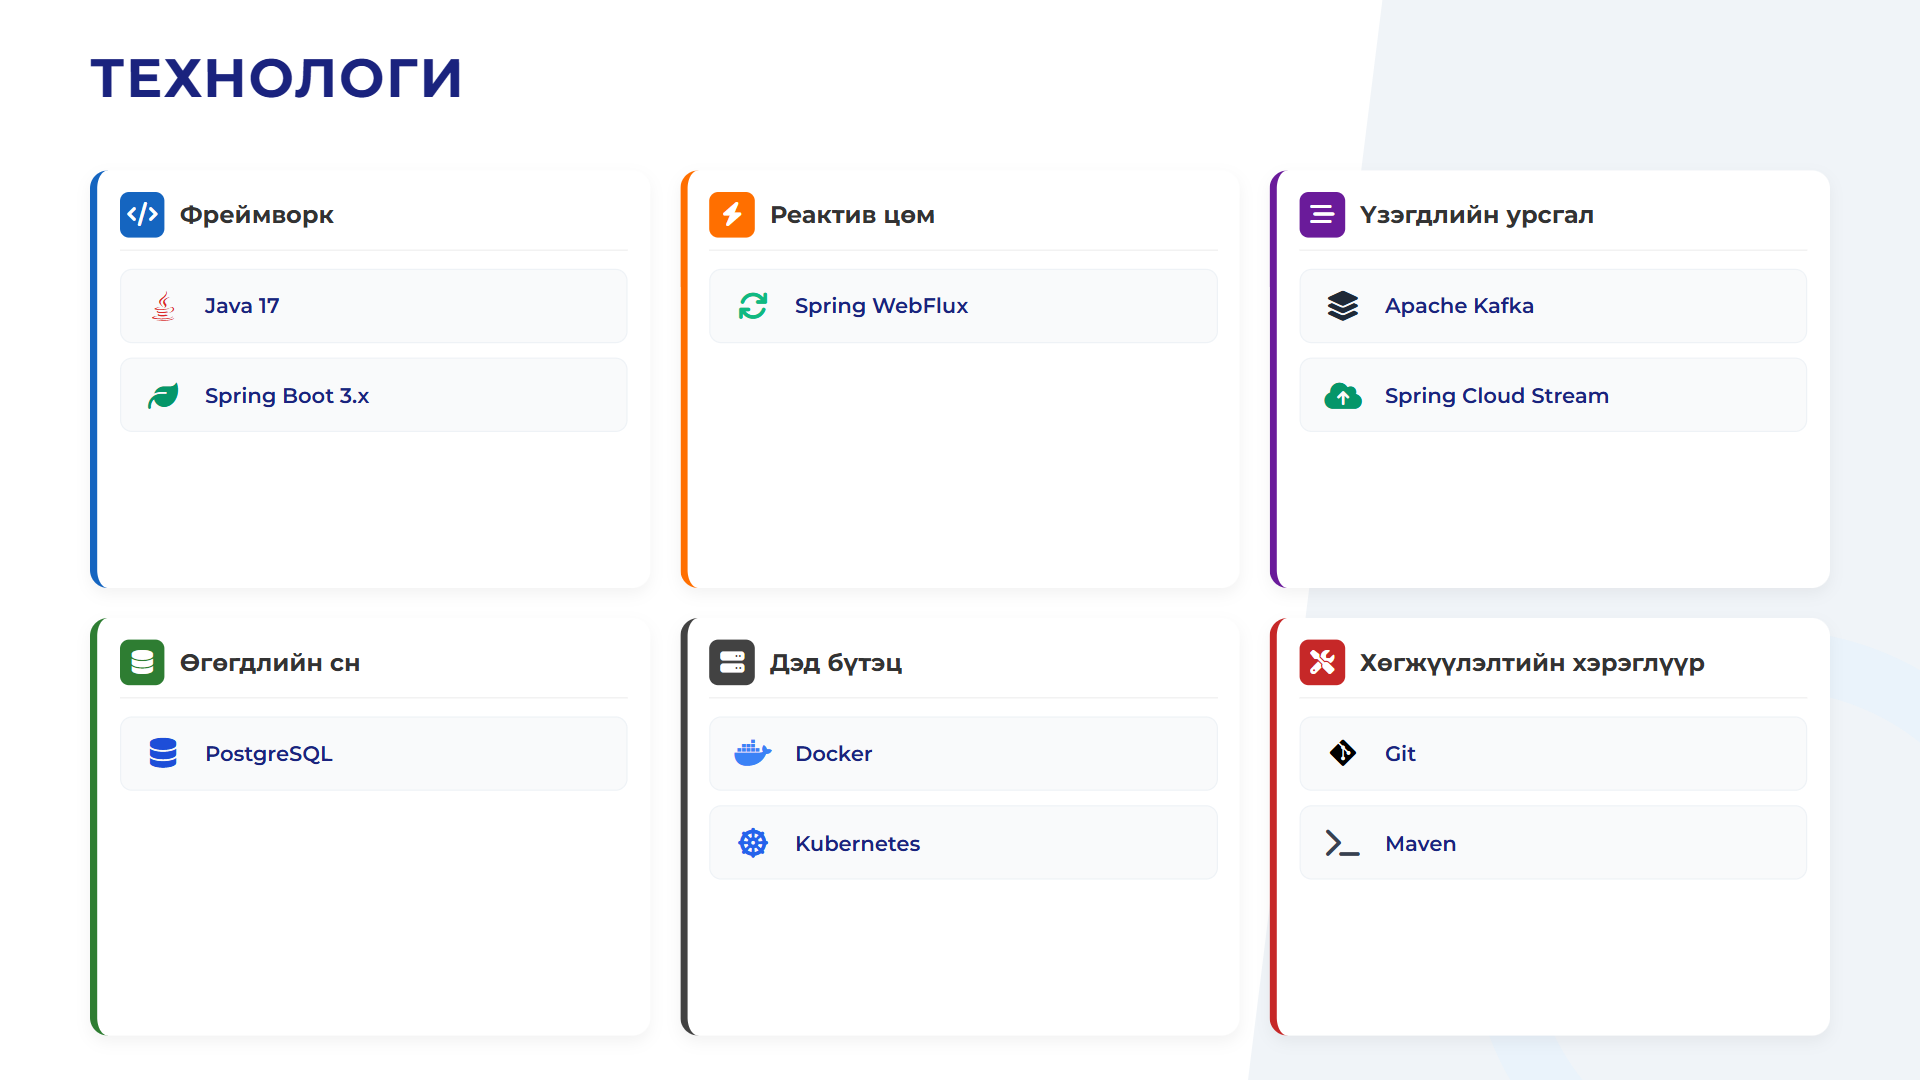 ТЕХНОЛОГИ
Фреймворк
Java 17
Spring Boot 3.x
Реактив цөм
Spring WebFlux
Үзэгдлийн урсгал
Apache Kafka
Spring Cloud Stream
Өгөгдлийн сн
PostgreSQL
Дэд бүтэц
Docker
Kubernetes
Хөгжүүлэлтийн хэрэглүүр
Git
Maven